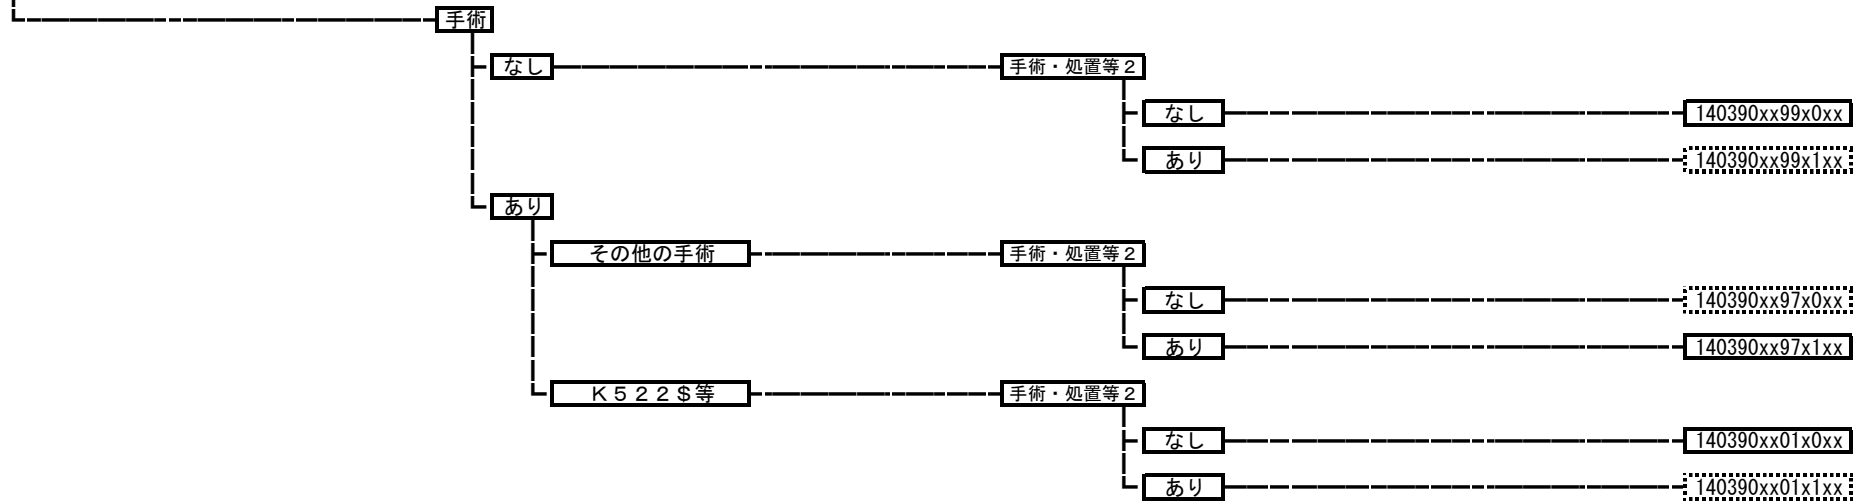 手術
なし 手術・処置等２
なし 140390xx99x0xx
あり 140390xx99x1xx
あり
その他の手術 手術・処置等２
なし 140390xx97x0xx
あり 140390xx97x1xx
Ｋ５２２＄等 手術・処置等２
なし 140390xx01x0xx
あり 140390xx01x1xx